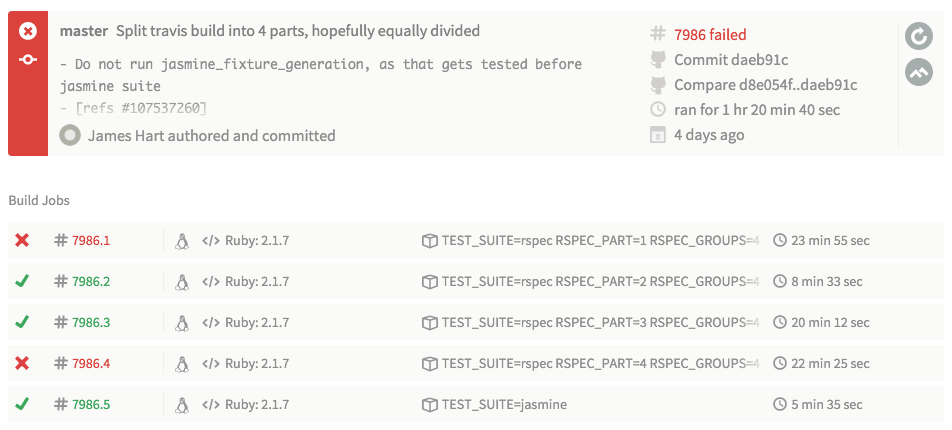 master Split travis build into 4 parts, hopefully equally divided
- Do not run jasmine_fixture_generation, as that gets tested before
jasmine suite
- [refs #107537260]
James Hart authored and committed
# 7986 failed
Commit daeb91c
Compare d8e054f..daeb91c
ran for 1 hr 20 min 40 sec
4 days ago
Build Jobs
# 7986.1 </> Ruby: 2.1.7 TEST_SUITE=rspec RSPEC_PART=1 RSPEC_GROUPS=4 23 min 55 sec
# 7986.2 </> Ruby: 2.1.7 TEST_SUITE=rspec RSPEC_PART=2 RSPEC_GROUPS=4 8 min 33 sec
# 7986.3 </> Ruby: 2.1.7 TEST_SUITE=rspec RSPEC_PART=3 RSPEC_GROUPS=4 20 min 12 sec
# 7986.4 </> Ruby: 2.1.7 TEST_SUITE=rspec RSPEC_PART=4 RSPEC_GROUPS=4 22 min 25 sec
# 7986.5 </> Ruby: 2.1.7 TEST_SUITE=jasmine 5 min 35 sec